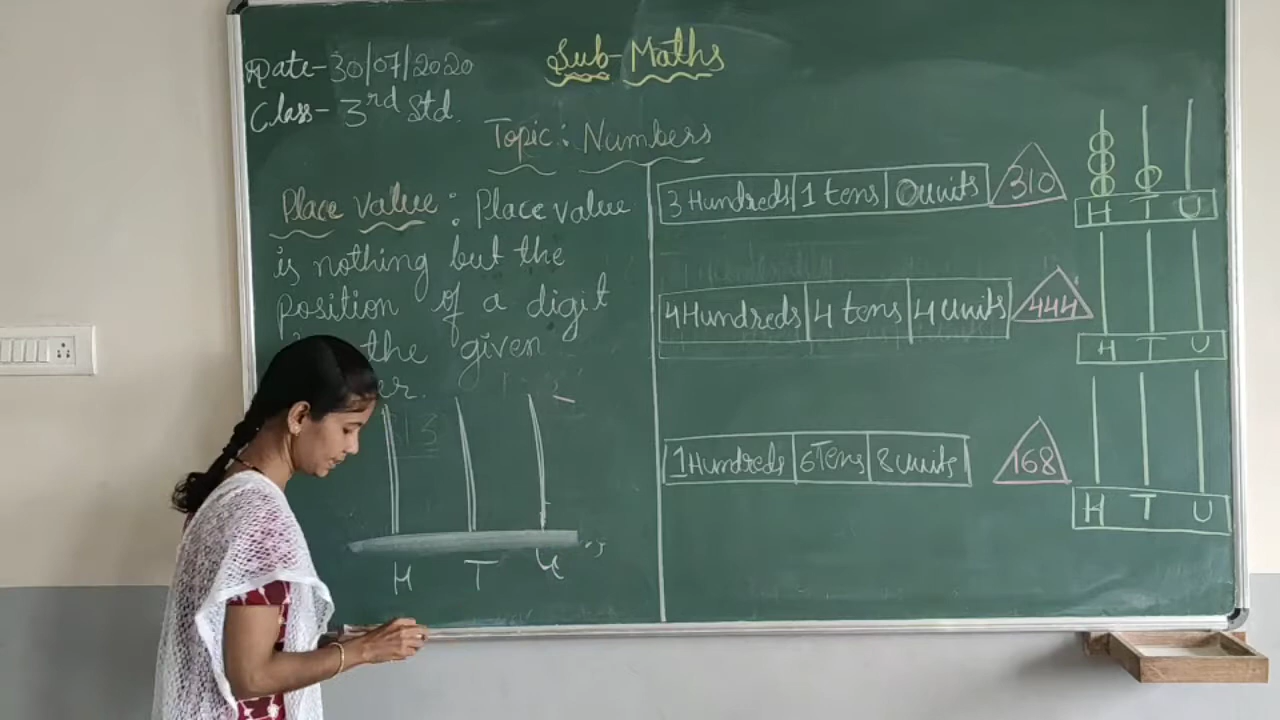 Sub-Maths
Date-30/07/2020
Class-3rd Std.
Topic: Numbers
Place value: Place value
is nothing but the
position of a digit
the given
er.
13
H T U
3 Hundreds 1 tens 0 units 310
H T U
4 Hundreds 4 tens 4 units 444
H T U
1 Hundreds 6 Tens 8 units 168
H T U